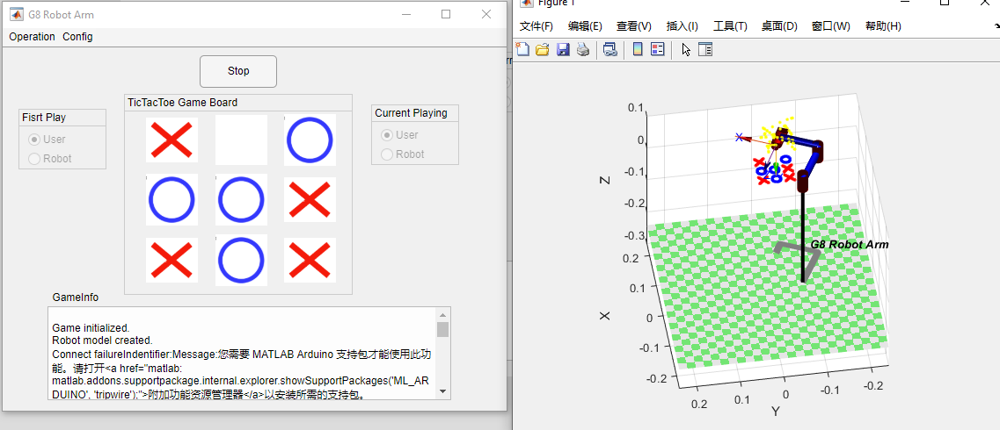 G8 Robot Arm
Operation Config
Stop
Fisrt Play
User
Robot
TicTacToe Game Board
Current Playing
User
Robot
GameInfo
Game initialized.
Robot model created.
Connect failureIndentifier:Message:您需要 MATLAB Arduino 支持包才能使用此功
能。请打开<a href="matlab:
matlab.addons.supportpackage.internal.explorer.showSupportPackages('ML_AR
DUINO', 'tripwire');">附加功能资源管理器</a>以安装所需的支持包。
Figure 1
文件(F) 编辑(E) 查看(V) 插入(I) 工具(T) 桌面(D) 窗口(W) 帮助(H)
0.1
0
-0.1
-0.2
-0.3
Z
X
G8 Robot Arm
0.2
0.1
0
-0.1
-0.2
X
0.2
0.1
0
-0.1
-0.2
Y